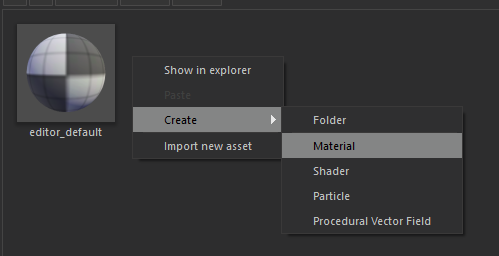 editor_default
Show in explorer
Paste
Create
Import new asset
Folder
Material
Shader
Particle
Procedural Vector Field